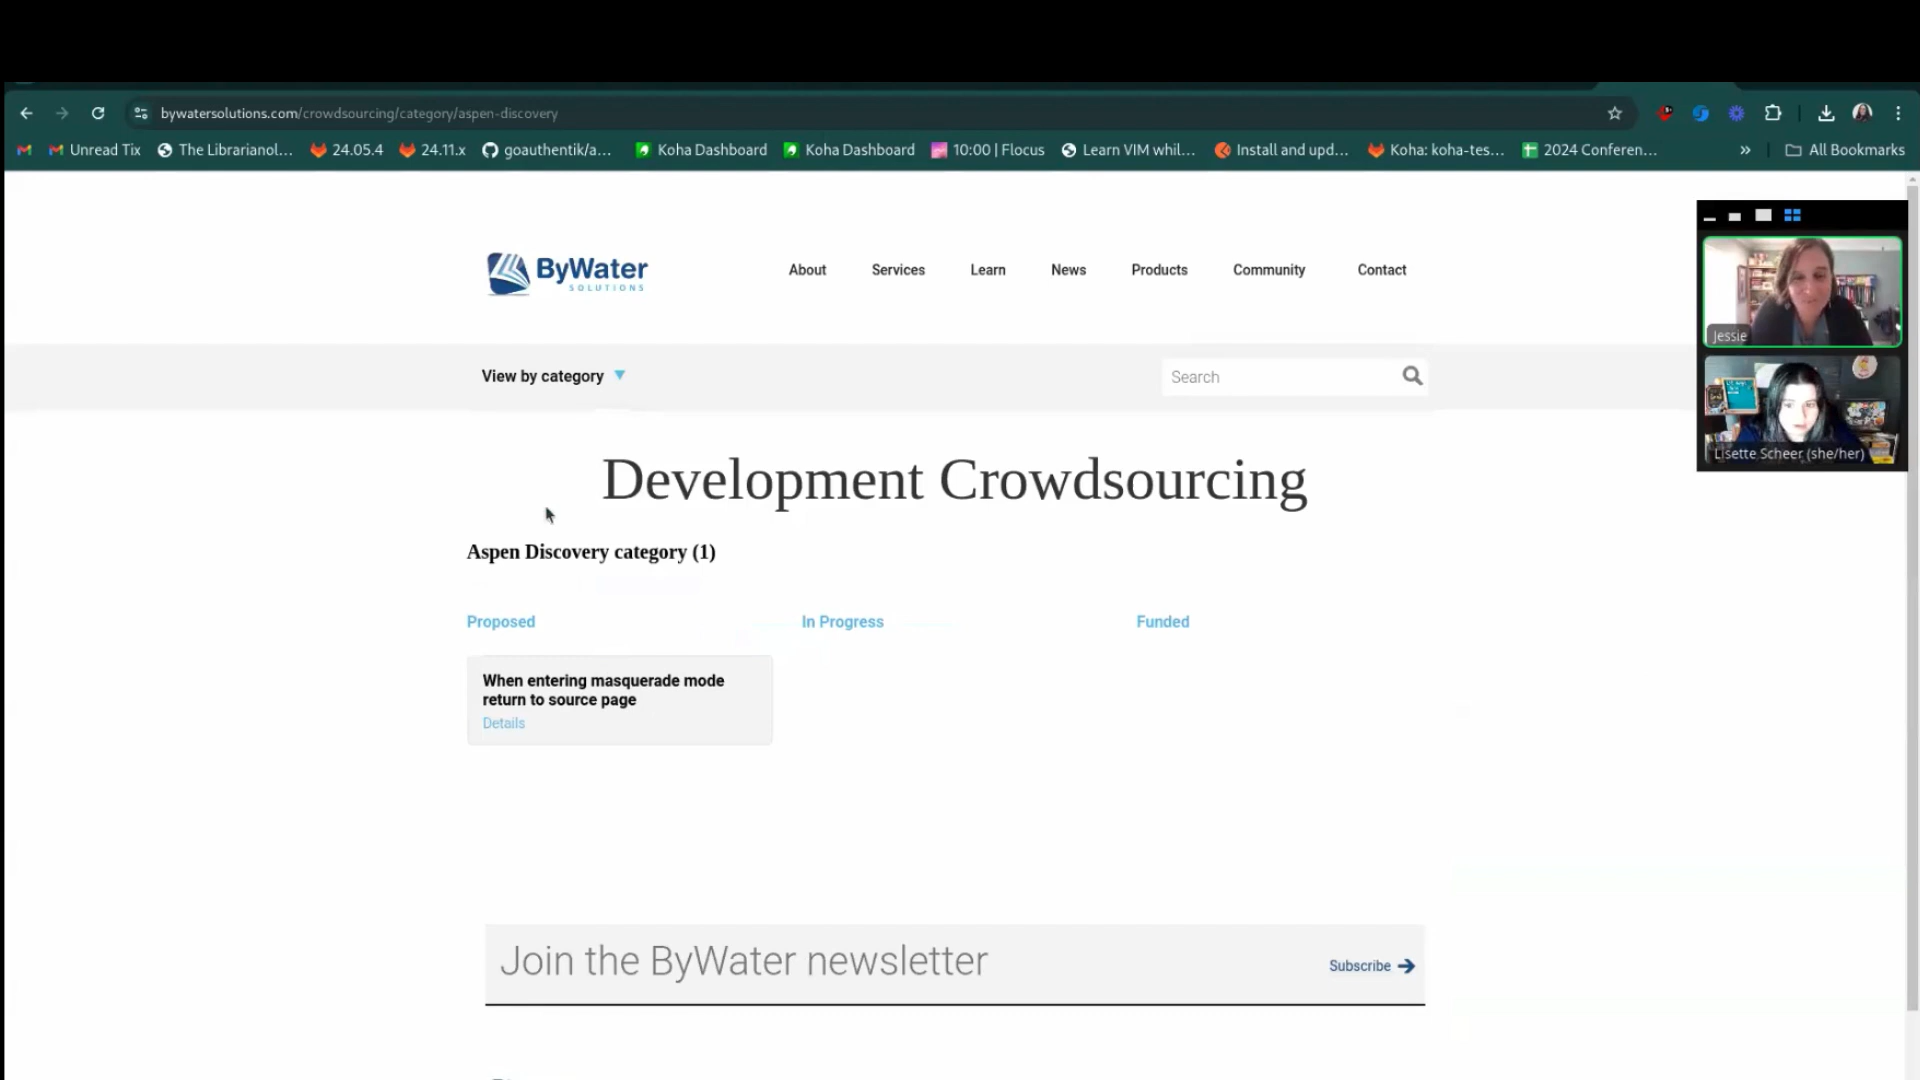 bywatersolutions.com/crowdsourcing/category/aspen-discovery
Unread Tix The Librarianol... 24.05.4 24.11.x goauthentik/a... Koha Dashboard Koha Dashboard 10:00 | Flocus Learn VIM whil... Install and upd... Koha: koha-tes... 2024 Conferen... » All Bookmarks
ByWater
SOLUTIONS
About Services Learn News Products Community Contact
Jessie
View by category
Search
Lisette Scheer (she/her)
Development Crowdsourcing
Aspen Discovery category (1)
Proposed In Progress Funded
When entering masquerade mode
return to source page
Details
Join the ByWater newsletter
Subscribe